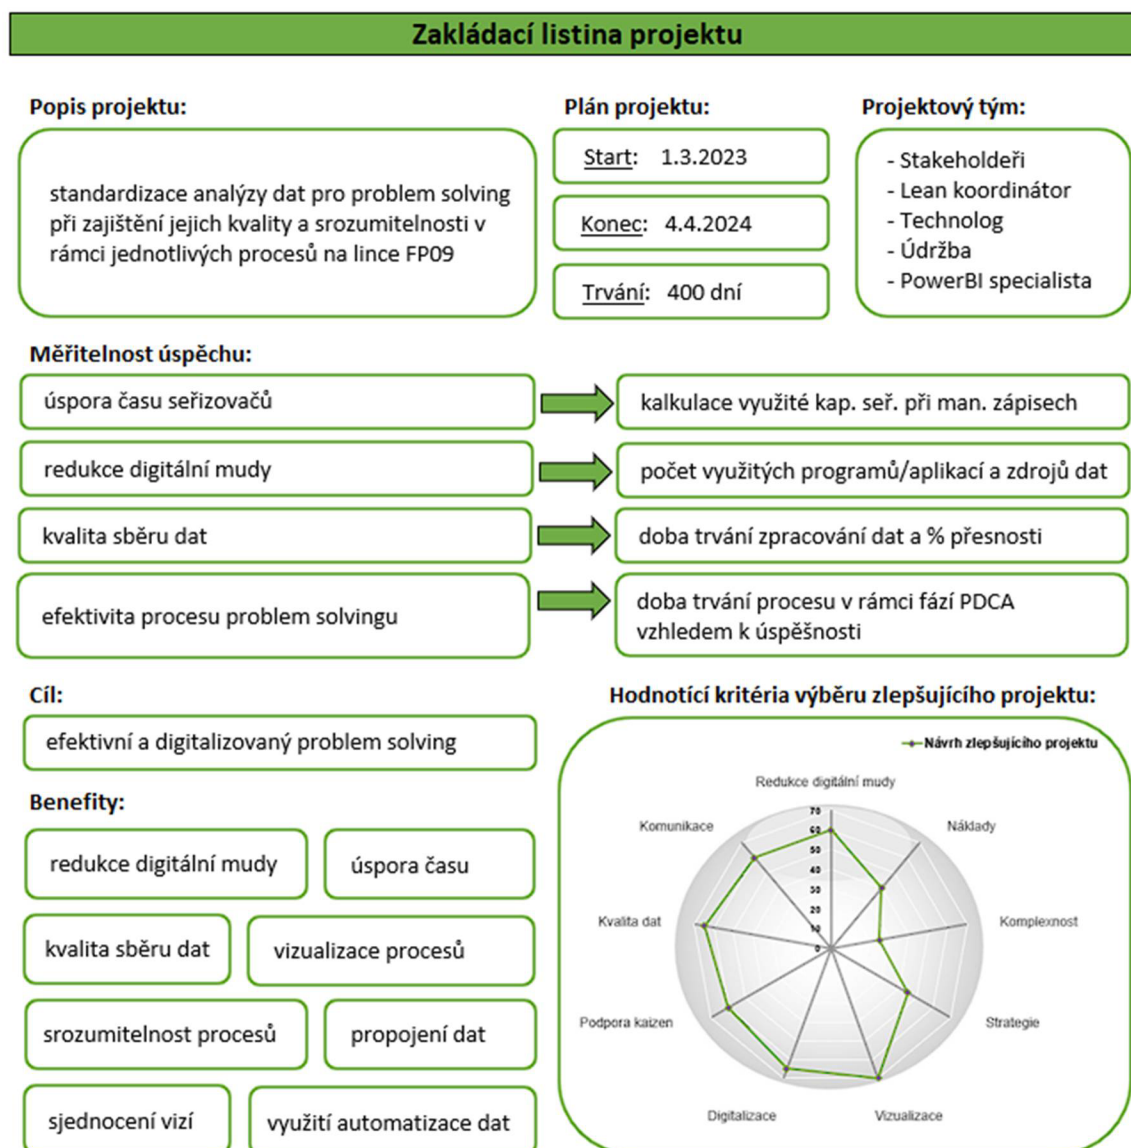 Zakládací listina projektu
Popis projektu:
standardizace analýzy dat pro problem solving
při zajištění jejich kvality a srozumitelnosti v
rámci jednotlivých procesů na lince FP09
Plán projektu:
Start: 1.3.2023
Konec: 4.4.2024
Trvání: 400 dní
Projektový tým:
- Stakeholdeři
- Lean koordinátor
- Technolog
- Údržba
- PowerBI specialista
Měřitelnost úspěchu:
úspora času seřizovačů
kalkulace využité kap. seř. při man. zápisech
redukce digitální mudy
počet využitých programů/aplikací a zdrojů dat
kvalita sběru dat
doba trvání zpracování dat a % přesnosti
efektivita procesu problem solvingu
doba trvání procesu v rámci fází PDCA
vzhledem k úspěšnosti
Cíl:
efektivní a digitalizovaný problem solving
Benefity:
redukce digitální mudy
úspora času
kvalita sběru dat
vizualizace procesů
srozumitelnost procesů
propojení dat
sjednocení vizí
využití automatizace dat
Hodnotící kritéria výběru zlepšujícího projektu:
Návrh zlepšujícího projektu
Redukce digitální mudy
Náklady
Komplexnost
Strategie
Vizualizace
Digitalizace
Podpora kaizen
Kvalita dat
Komunikace
70
60
50
40
30
20
10
0